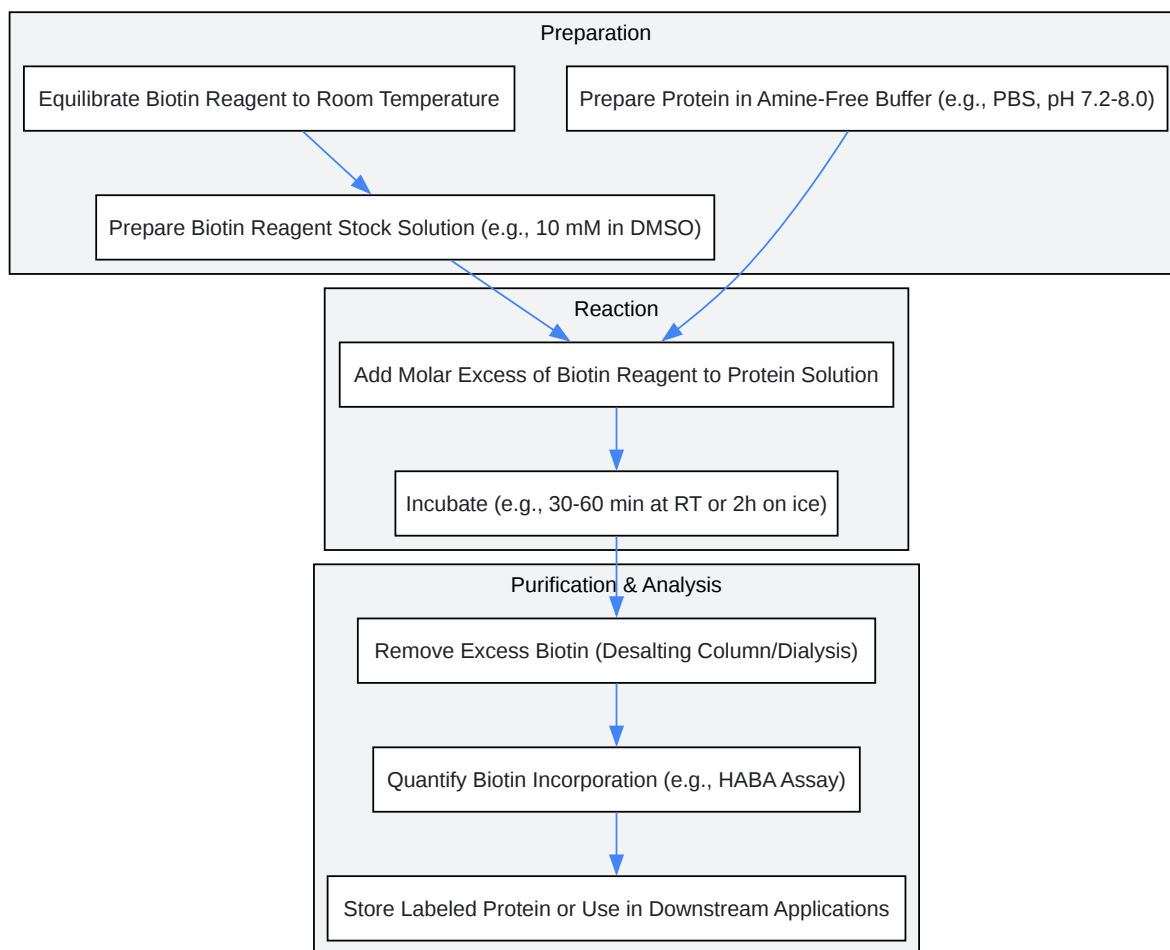 Preparation
Equilibrate Biotin Reagent to Room Temperature
Prepare Protein in Amine-Free Buffer (e.g., PBS, pH 7.2-8.0)
Prepare Biotin Reagent Stock Solution (e.g., 10 mM in DMSO)
Reaction
Add Molar Excess of Biotin Reagent to Protein Solution
Incubate (e.g., 30-60 min at RT or 2h on ice)
Purification & Analysis
Remove Excess Biotin (Desalting Column/Dialysis)
Quantify Biotin Incorporation (e.g., HABA Assay)
Store Labeled Protein or Use in Downstream Applications